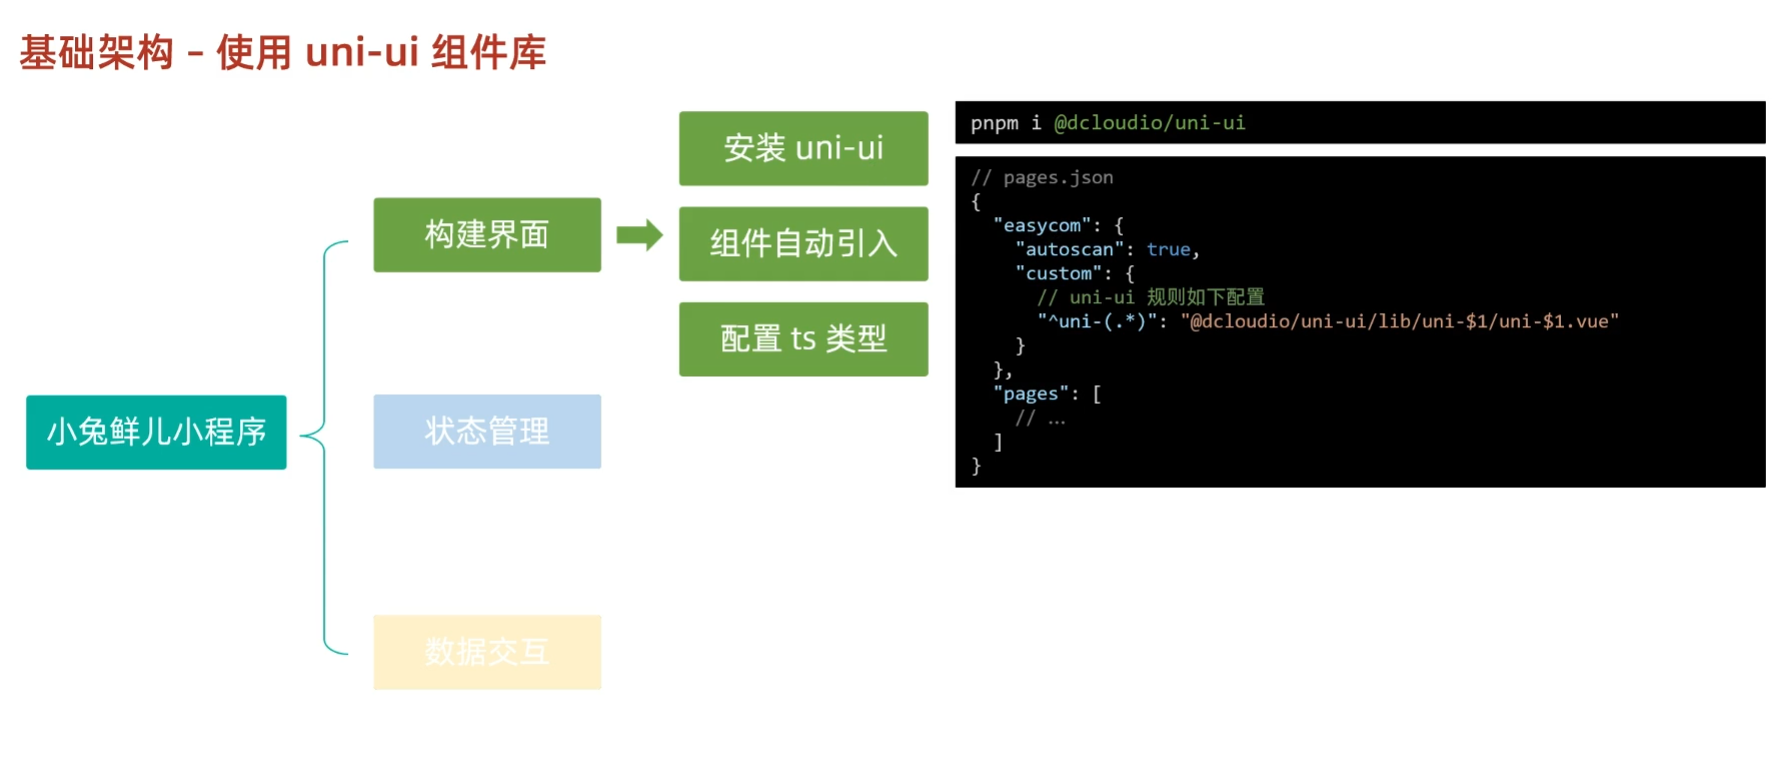 基础架构 – 使用 uni-ui 组件库
小兔鲜儿小程序
构建界面
状态管理
数据交互
安装 uni-ui
组件自动引入
配置 ts 类型
pnpm i @dcloudio/uni-ui
// pages.json
{
  "easycom": {
    "autoscan": true,
    "custom": {
      // uni-ui 规则如下配置
      "^uni-(.*)": "@dcloudio/uni-ui/lib/uni-$1/uni-$1.vue"
    }
  },
  "pages": [
    // …
  ]
}